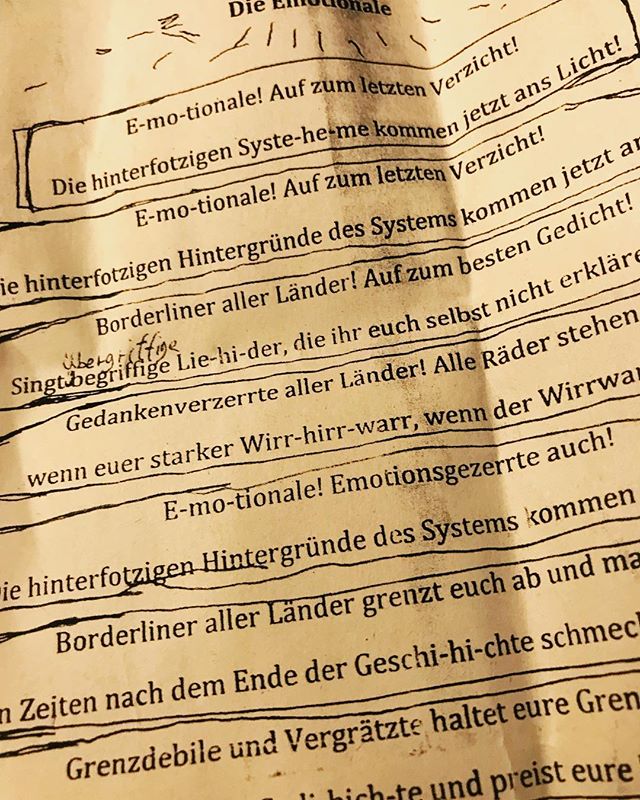 Die Emotionale
E-mo-tionale! Auf zum letzten Verzicht!
Die hinterfotzigen Syste-he-me kommen jetzt ans Licht!
E-mo-tionale! Auf zum letzten Verzicht!
ie hinterfotzigen Hintergründe des Systems kommen jetzt an
Borderliner aller Länder! Auf zum besten Gedicht!
übergriffige
Singt begriffige Lie-hi-der, die ihr euch selbst nicht erkläre
Gedankenverzerrte aller Länder! Alle Räder stehen
wenn euer starker Wirr-hirr-warr, wenn der Wirrwar
E-mo-tionale! Emotionsgezerrte auch!
ie hinterfotzigen Hintergründe des Systems kommen
Borderliner aller Länder grenzt euch ab und ma
n Zeiten nach dem Ende der Geschi-hi-chte schmeck
Grenzdebile und Vergrätzte haltet eure Gren
und preist eure